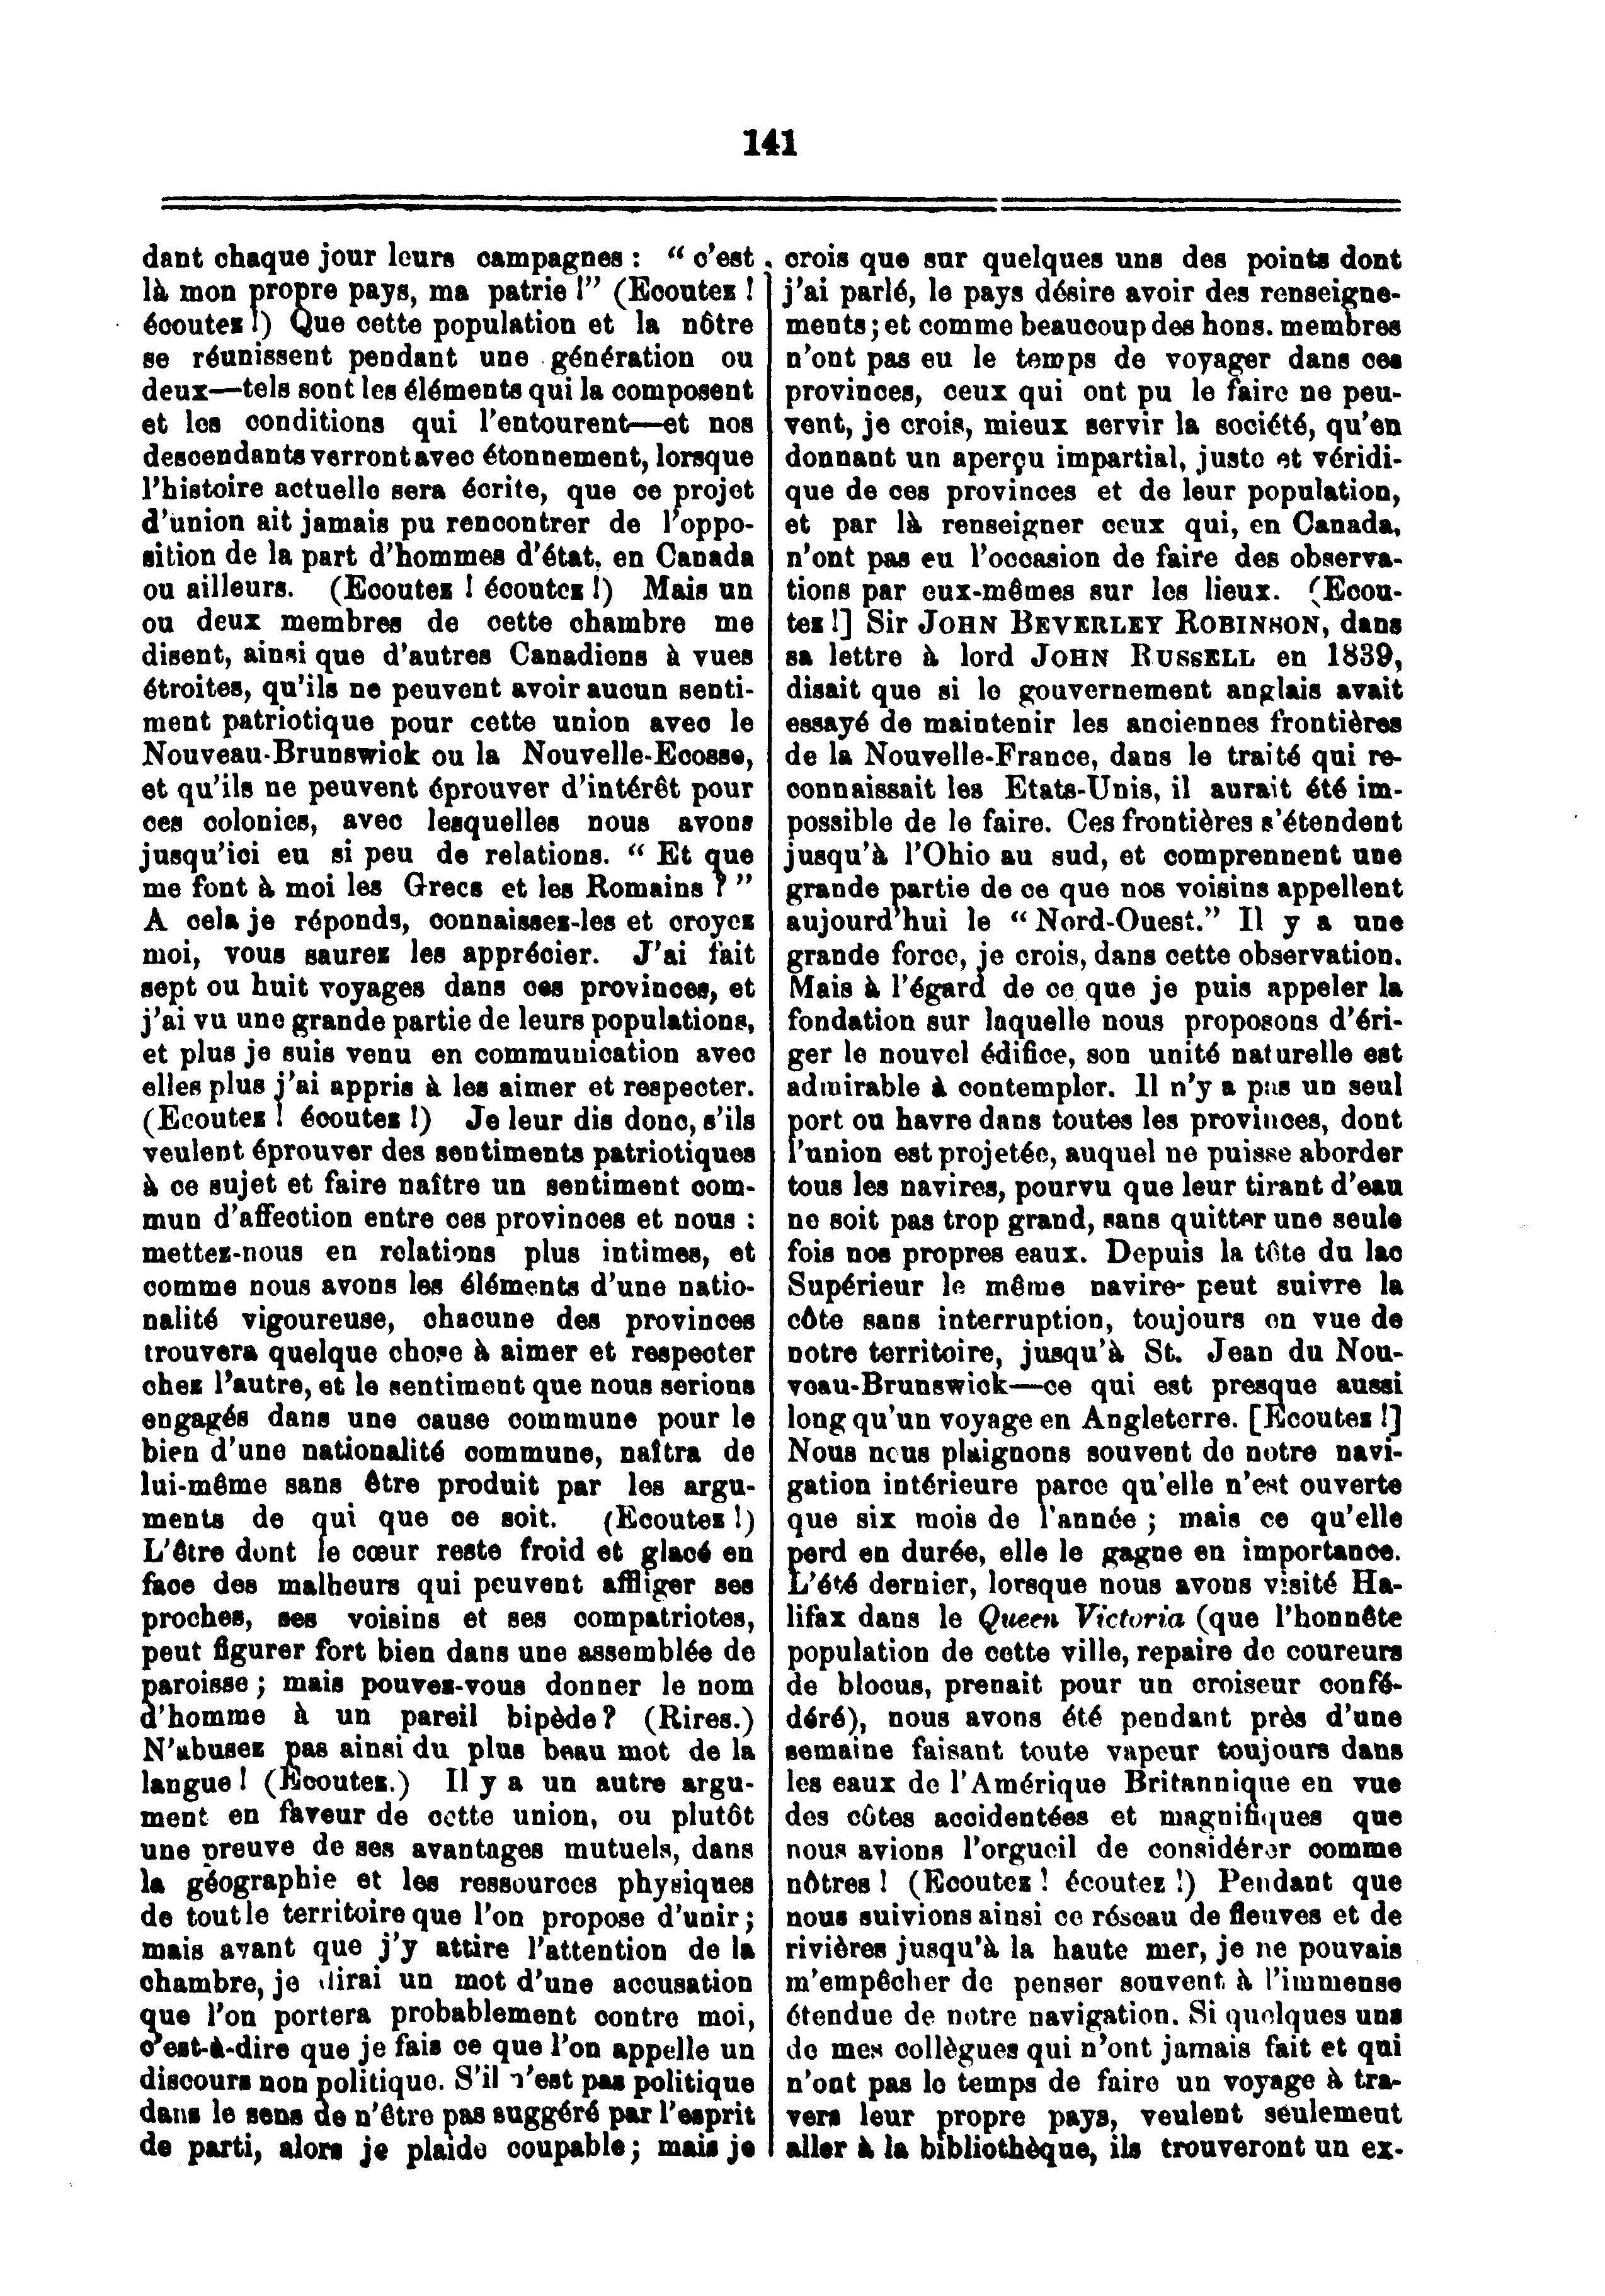 141
dant chaque jour leurs campagnes : “ c’est
là mon propre pays, ma patrie !” (Ecoutez !
écoutez !) Que cette population et la nôtre
se réunissent pendant une génération ou
deux—tels sont les éléments qui la composent
et les conditions qui l’entourent—et nos
descendants verront avec étonnement, lorsque
l’histoire actuelle sera écrite, que ce projet
d’union ait jamais pu rencontrer de l’oppo-
sition de la part d’hommes d’état, en Canada
ou ailleurs. (Ecoutez ! écoutez !) Mais un
ou deux membres de cette chambre me
disent, ainsi que d’autres Canadiens à vues
étroites, qu’ils ne peuvent avoir aucun senti-
ment patriotique pour cette union avec le
Nouveau-Brunswick ou la Nouvelle-Ecosse,
et qu’ils ne peuvent éprouver d’intérêt pour
ces colonies, avec lesquelles nous avons
jusqu’ici eu si peu de relations. “ Et que
me font à moi les Grecs et les Romains ? ”
A cela je réponds, connaissez-les et croyez
moi, vous saurez les apprécier. J’ai fait
sept ou huit voyages dans ces provinces, et
j’ai vu une grande partie de leurs populations,
et plus je suis venu en communication avec
elles plus j’ai appris à les aimer et respecter.
(Ecoutez ! écoutez !) Je leur dis donc, s’ils
veulent éprouver des sentiments patriotiques
à ce sujet et faire naître un sentiment com-
mun d’affection entre ces provinces et nous :
mettez-nous en relations plus intimes, et
comme nous avons les éléments d’une natio-
nalité vigoureuse, chacune des provinces
trouvera quelque chose à aimer et respecter
chez l’autre, et le sentiment que nous serions
engagés dans une cause commune pour le
bien d’une nationalité commune, naîtra de
lui-même sans être produit par les argu-
ments de qui que ce soit. (Ecoutez !)
L’être dont le cœur reste froid et glacé en
face des malheurs qui peuvent affliger ses
proches, ses voisins et ses compatriotes,
peut figurer fort bien dans une assemblée de
paroisse ; mais pouvez-vous donner le nom
d’homme à un pareil bipède ? (Rires.)
N’abusez pas ainsi du plus beau mot de la
langue ! (Ecoutez.) Il y a un autre argu-
ment en faveur de cette union, ou plutôt
une preuve de ses avantages mutuels, dans
la géographie et les ressources physiques
de tout le territoire que l’on propose d’unir ;
mais avant que j’y attire l’attention de la
chambre, je dirai un mot d’une accusation
que l’on portera probablement contre moi,
c’est-à-dire que je fais ce que l’on appelle un
discours non politique. S’il n’est pas politique
dans le sens de n’être pas suggéré par l’esprit
de parti, alors je plaide coupable ; mais je
crois que sur quelques uns des points dont
j’ai parlé, le pays désire avoir des renseigne-
ments ; et comme beaucoup des hons. membres
n’ont pas eu le temps de voyager dans ces
provinces, ceux qui ont pu le faire ne peu-
vent, je crois, mieux servir la société, qu’en
donnant un aperçu impartial, juste et véridi-
que de ces provinces et de leur population,
et par là renseigner ceux qui, en Canada,
n’ont pas eu l’occasion de faire des observa-
tions par eux-mêmes sur les lieux. (Ecou-
tez !] Sir JOHN BEVERLEY ROBINSON, dans
sa lettre à lord JOHN RUSSELL en 1839,
disait que si le gouvernement anglais avait
essayé de maintenir les anciennes frontières
de la Nouvelle-France, dans le traité qui re-
connaissait les Etats-Unis, il aurait été im-
possible de le faire. Ces frontières s’étendent
jusqu’à l’Ohio au sud, et comprennent une
grande partie de ce que nos voisins appellent
aujourd’hui le “ Nord-Ouest.” Il y a une
grande force, je crois, dans cette observation.
Mais à l’égard de ce que je puis appeler la
fondation sur laquelle nous proposons d’éri-
ger le nouvel édifice, son unité naturelle est
admirable à contempler. Il n’y a pas un seul
port ou havre dans toutes les provinces, dont
l’union est projetée, auquel ne puisse aborder
tous les navires, pourvu que leur tirant d’eau
ne soit pas trop grand, sans quitter une seule
fois nos propres eaux. Depuis la tête du lac
Supérieur le même navire peut suivre la
côte sans interruption, toujours en vue de
notre territoire, jusqu’à St. Jean du Nou-
veau-Brunswick—ce qui est presque aussi
long qu’un voyage en Angleterre. [Ecoutez !]
Nous nous plaignons souvent de notre navi-
gation intérieure parce qu’elle n’est ouverte
que six mois de l’année ; mais ce qu’elle
perd en durée, elle le gagne en importance.
L’été dernier, lorsque nous avons visité Ha-
lifax dans le Queen Victoria (que l’honnête
population de cette ville, repaire de coureurs
de blocus, prenait pour un croiseur confé-
déré), nous avons été pendant près d’une
semaine faisant toute vapeur toujours dans
les eaux de l’Amérique Britannique en vue
des côtes accidentées et magnifiques que
nous avions l’orgueil de considérer comme
nôtres ! (Ecoutez ! écoutez !) Pendant que
nous suivions ainsi ce réseau de fleuves et de
rivières jusqu’à la haute mer, je ne pouvais
m’empêcher de penser souvent à l’immense
étendue de notre navigation. Si quelques uns
de mes collègues qui n’ont jamais fait et qui
n’ont pas le temps de faire un voyage à tra-
vers leur propre pays, veulent seulement
aller à la bibliothèque, ils trouveront un ex-